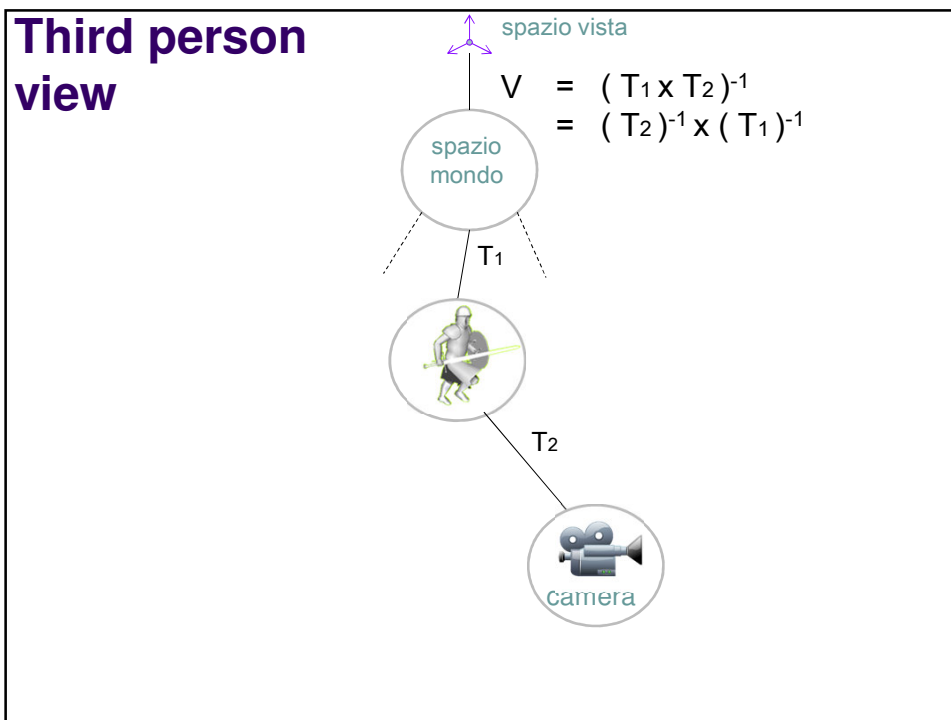 Third person
view
spazio vista
V = ( T1 x T2 )-1
= ( T2 )-1 x ( T1 )-1
spazio
mondo
T1
T2
camera